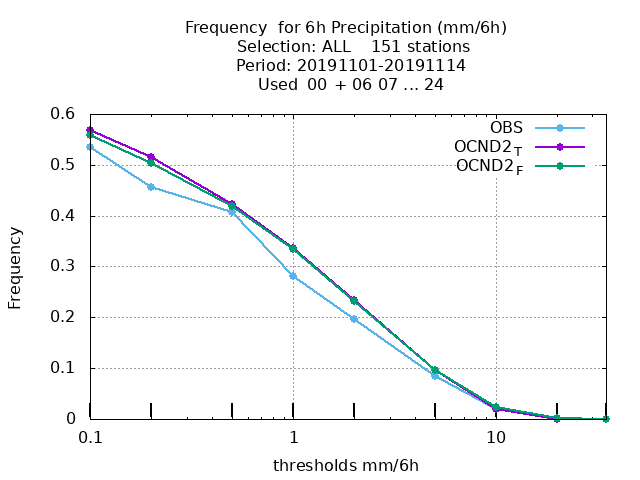 Frequency  for 6h Precipitation (mm/6h)
Selection: ALL    151 stations
Period: 20191101-20191114
Used  00  + 06 07 ... 24
OBS
OCND2_T
OCND2_F
0.6
0.5
0.4
0.3
0.2
0.1
0
Frequency
0.1
1
10
thresholds mm/6h